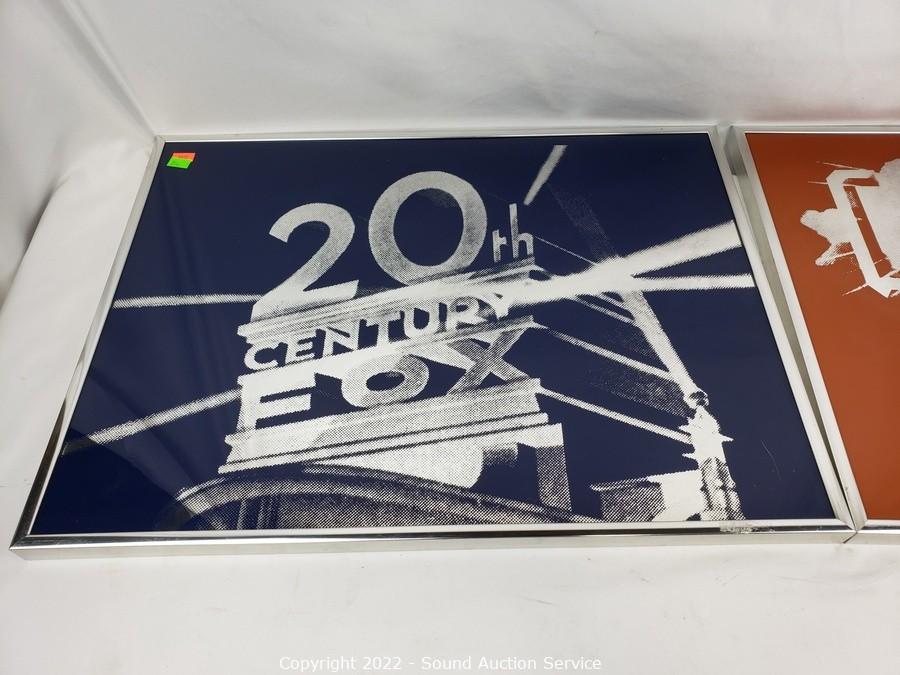 20th
CENTURY
FOX
Copyright 2022 - Sound Auction Service